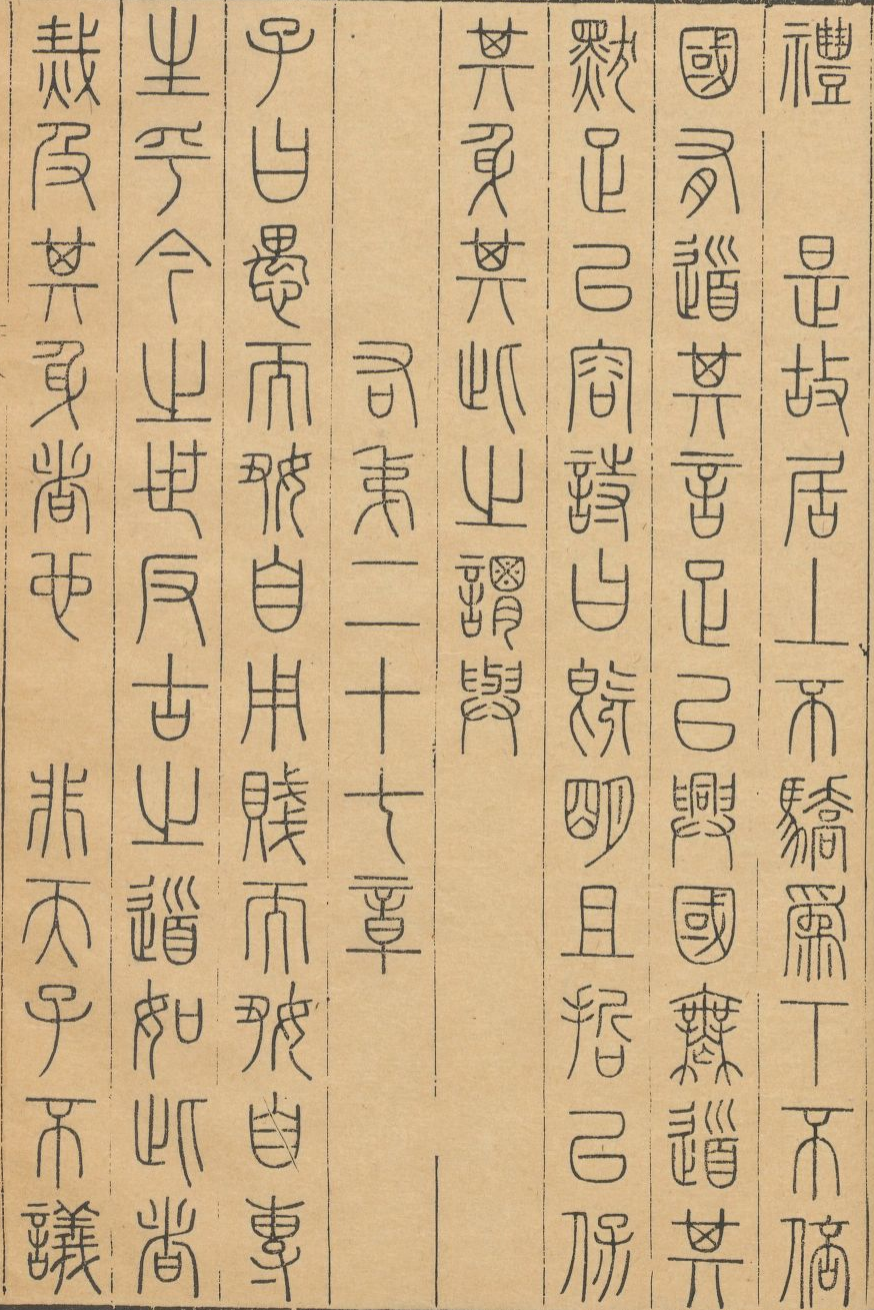 禮　是故居上不驕爲下不倍
國有道其言足以興國無道其
默足以容詩曰既明且哲以保
其身其此之謂與
右第二十七章
子曰愚而好自用賤而好自專
生乎今之世反古之道如此者
烖及其身者也　非天子不議